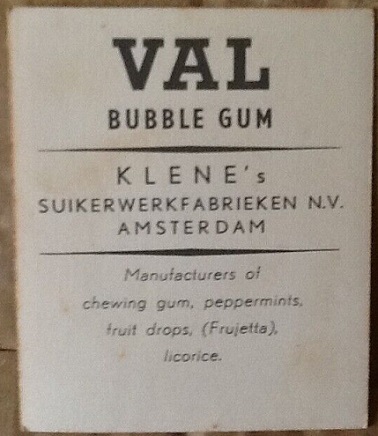 VAL
BUBBLE GUM
KLENE's
SUIKERWERKFABRIEKEN N.V.
AMSTERDAM
Manufacturers of
chewing gum, peppermints,
fruit drops, (Frujetta),
licorice.